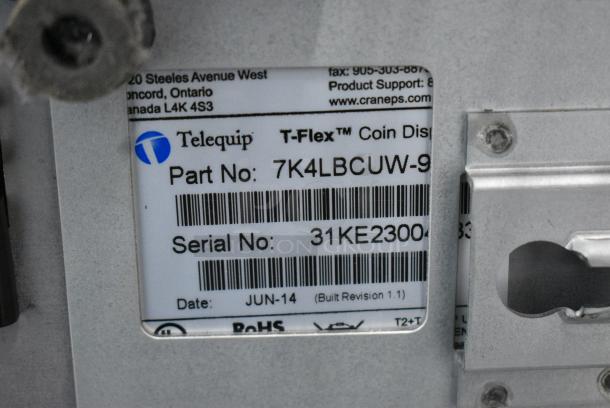 20 Steeles Avenue West
oncord, Ontario
anada L4K 4S3
fax: 905-303-887
Product Support: 8
www.craneps.com
Telequip T-Flex™ Coin Disp
Part No: 7K4LBCUW-9
Serial No: 31KE23004
Date: JUN-14 (Built Revision 1.1)
RoHS
T2+T